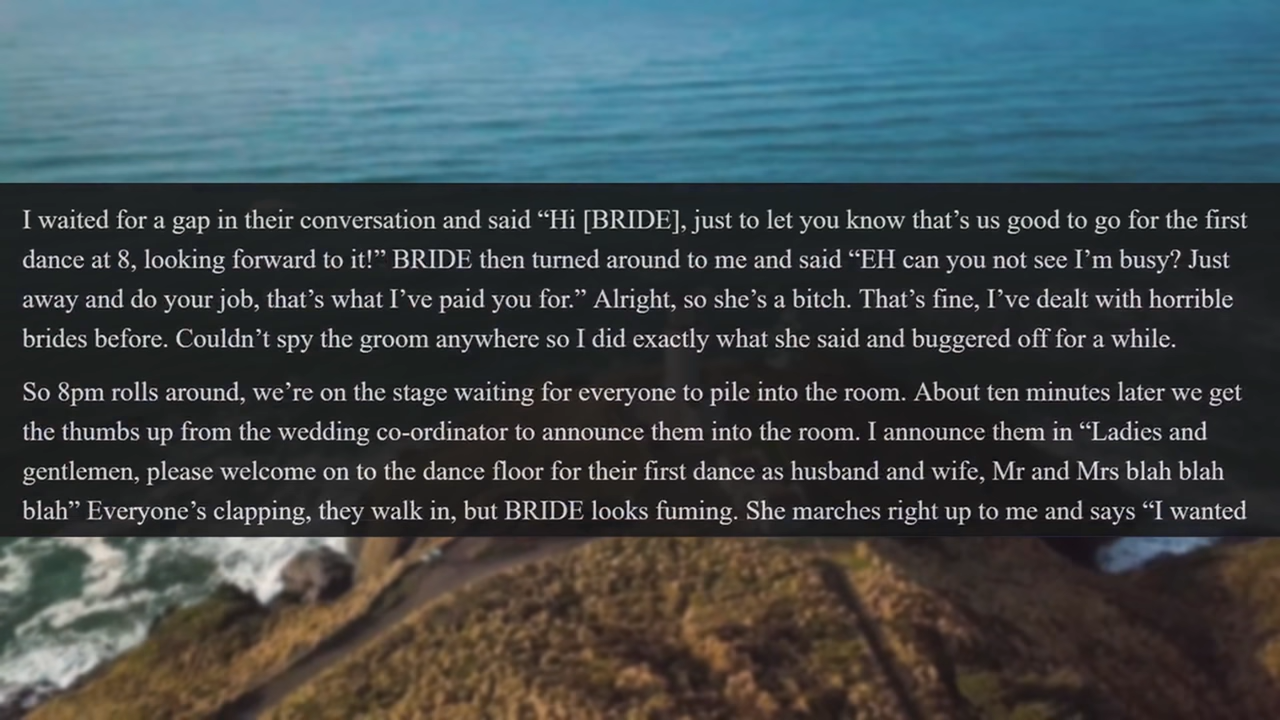 I waited for a gap in their conversation and said “Hi [BRIDE], just to let you know that’s us good to go for the first
dance at 8, looking forward to it!” BRIDE then turned around to me and said “EH can you not see I’m busy? Just
away and do your job, that’s what I’ve paid you for.” Alright, so she’s a bitch. That’s fine, I’ve dealt with horrible
brides before. Couldn’t spy the groom anywhere so I did exactly what she said and buggered off for a while.
So 8pm rolls around, we’re on the stage waiting for everyone to pile into the room. About ten minutes later we get
the thumbs up from the wedding co-ordinator to announce them into the room. I announce them in “Ladies and
gentlemen, please welcome on to the dance floor for their first dance as husband and wife, Mr and Mrs blah blah
blah” Everyone’s clapping, they walk in, but BRIDE looks fuming. She marches right up to me and says “I wanted